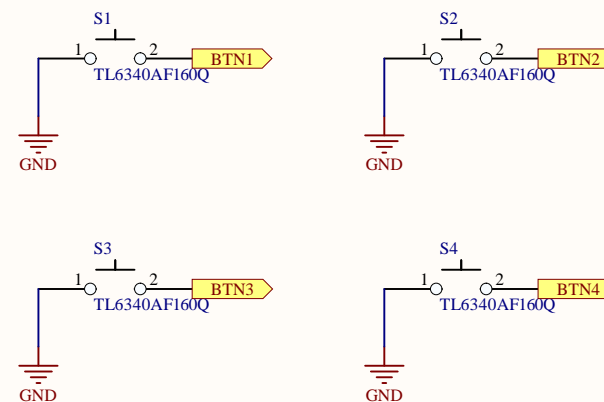 S1 S2
1 2 BTN1 1 2 BTN2
TL6340AF160Q TL6340AF160Q
GND GND
S3 S4
1 2 BTN3 1 2 BTN4
TL6340AF160Q TL6340AF160Q
GND GND